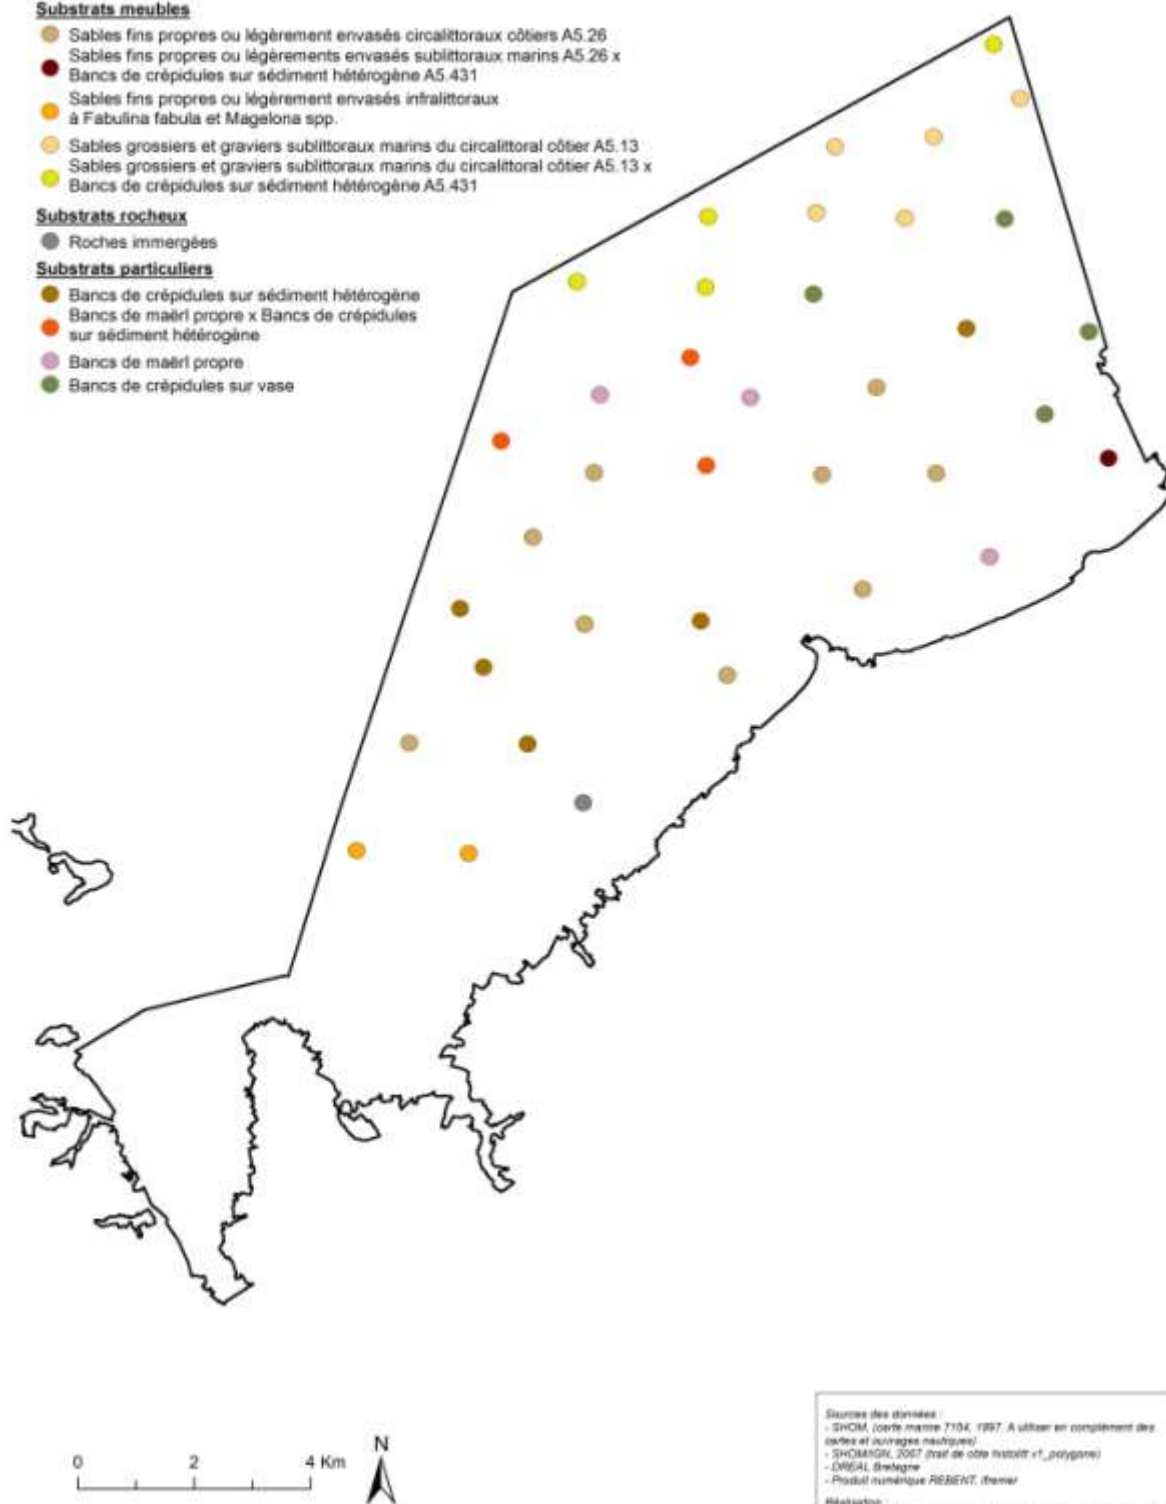 Substrats meubles
Sables fins propres ou légèrement envasés circalittoraux côtiers A5.26
Sables fins propres ou légèrements envasés sublittoraux marins A5.26 x
Bancs de crépidules sur sédiment hétérogène A5.431
Sables fins propres ou légèrement envasés infralittoraux
à Fabulina fabula et Magelona spp.
Sables grossiers et graviers sublittoraux marins du circalittoral côtier A5.13
Sables grossiers et graviers sublittoraux marins du circalittoral côtier A5.13 x
Bancs de crépidules sur sédiment hétérogène A5.431
Substrats rocheux
Roches immergées
Substrats particuliers
Bancs de crépidules sur sédiment hétérogène
Bancs de maërl propre x Bancs de crépidules
sur sédiment hétérogène
Bancs de maërl propre
Bancs de crépidules sur vase
N
0 2 4 Km
Sources des données :
- SHOM, (carte marine 7154, 1997. A utiliser en complément des
cartes et ouvrages nautiques)
- SHOM/IGN, 2007 (trait de côte histolitt v1_polygone)
- DREAL Bretagne
- Produit numérique REBENT, Ifremer
Réalisation :